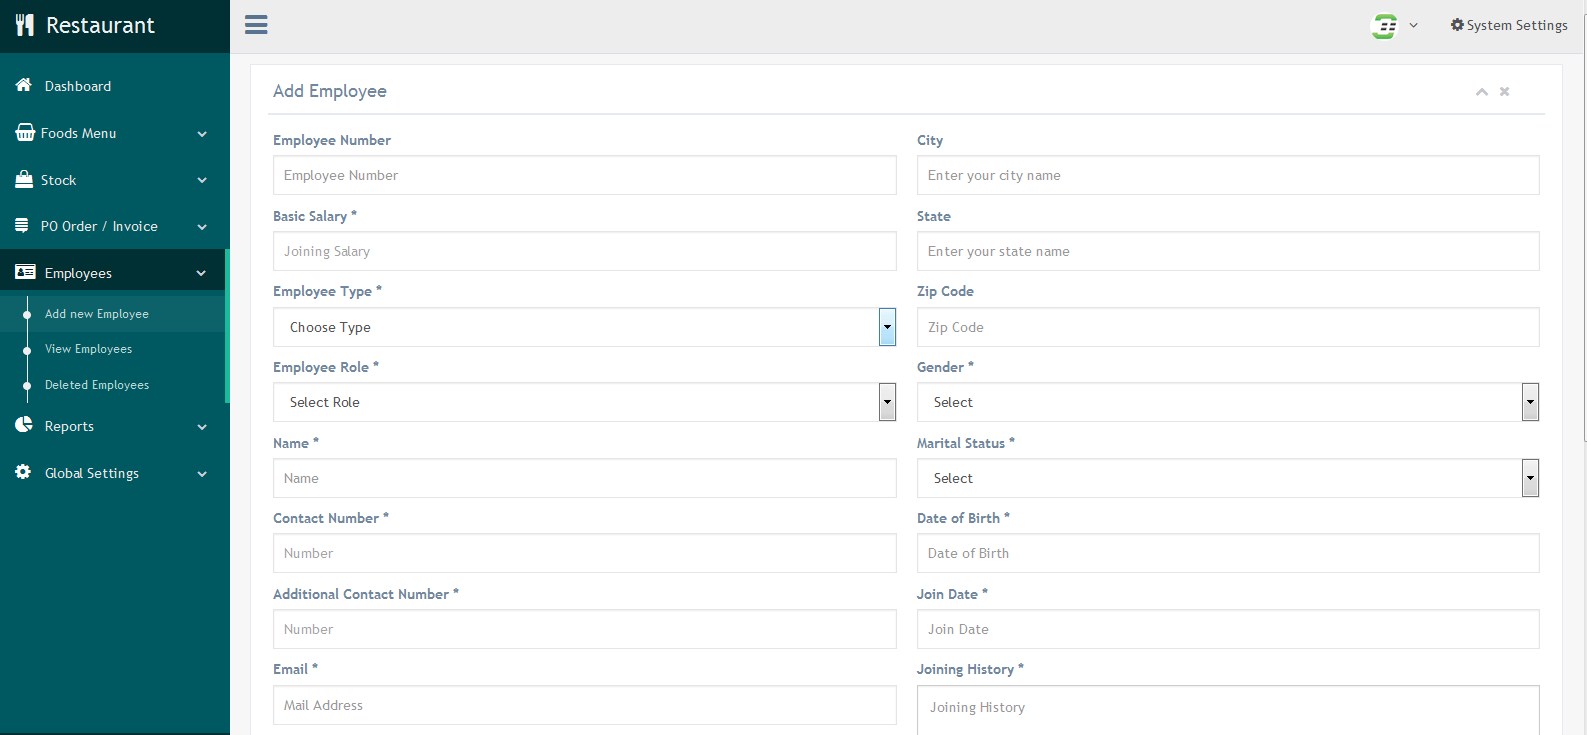 Restaurant
System Settings
Dashboard
Foods Menu
Stock
PO Order / Invoice
Employees
Add new Employee
View Employees
Deleted Employees
Reports
Global Settings
Add Employee
Employee Number
Employee Number
Basic Salary *
Joining Salary
Employee Type *
Choose Type
Employee Role *
Select Role
Name *
Name
Contact Number *
Number
Additional Contact Number *
Number
Email *
Mail Address
City
Enter your city name
State
Enter your state name
Zip Code
Zip Code
Gender *
Select
Marital Status *
Select
Date of Birth *
Date of Birth
Join Date *
Join Date
Joining History *
Joining History